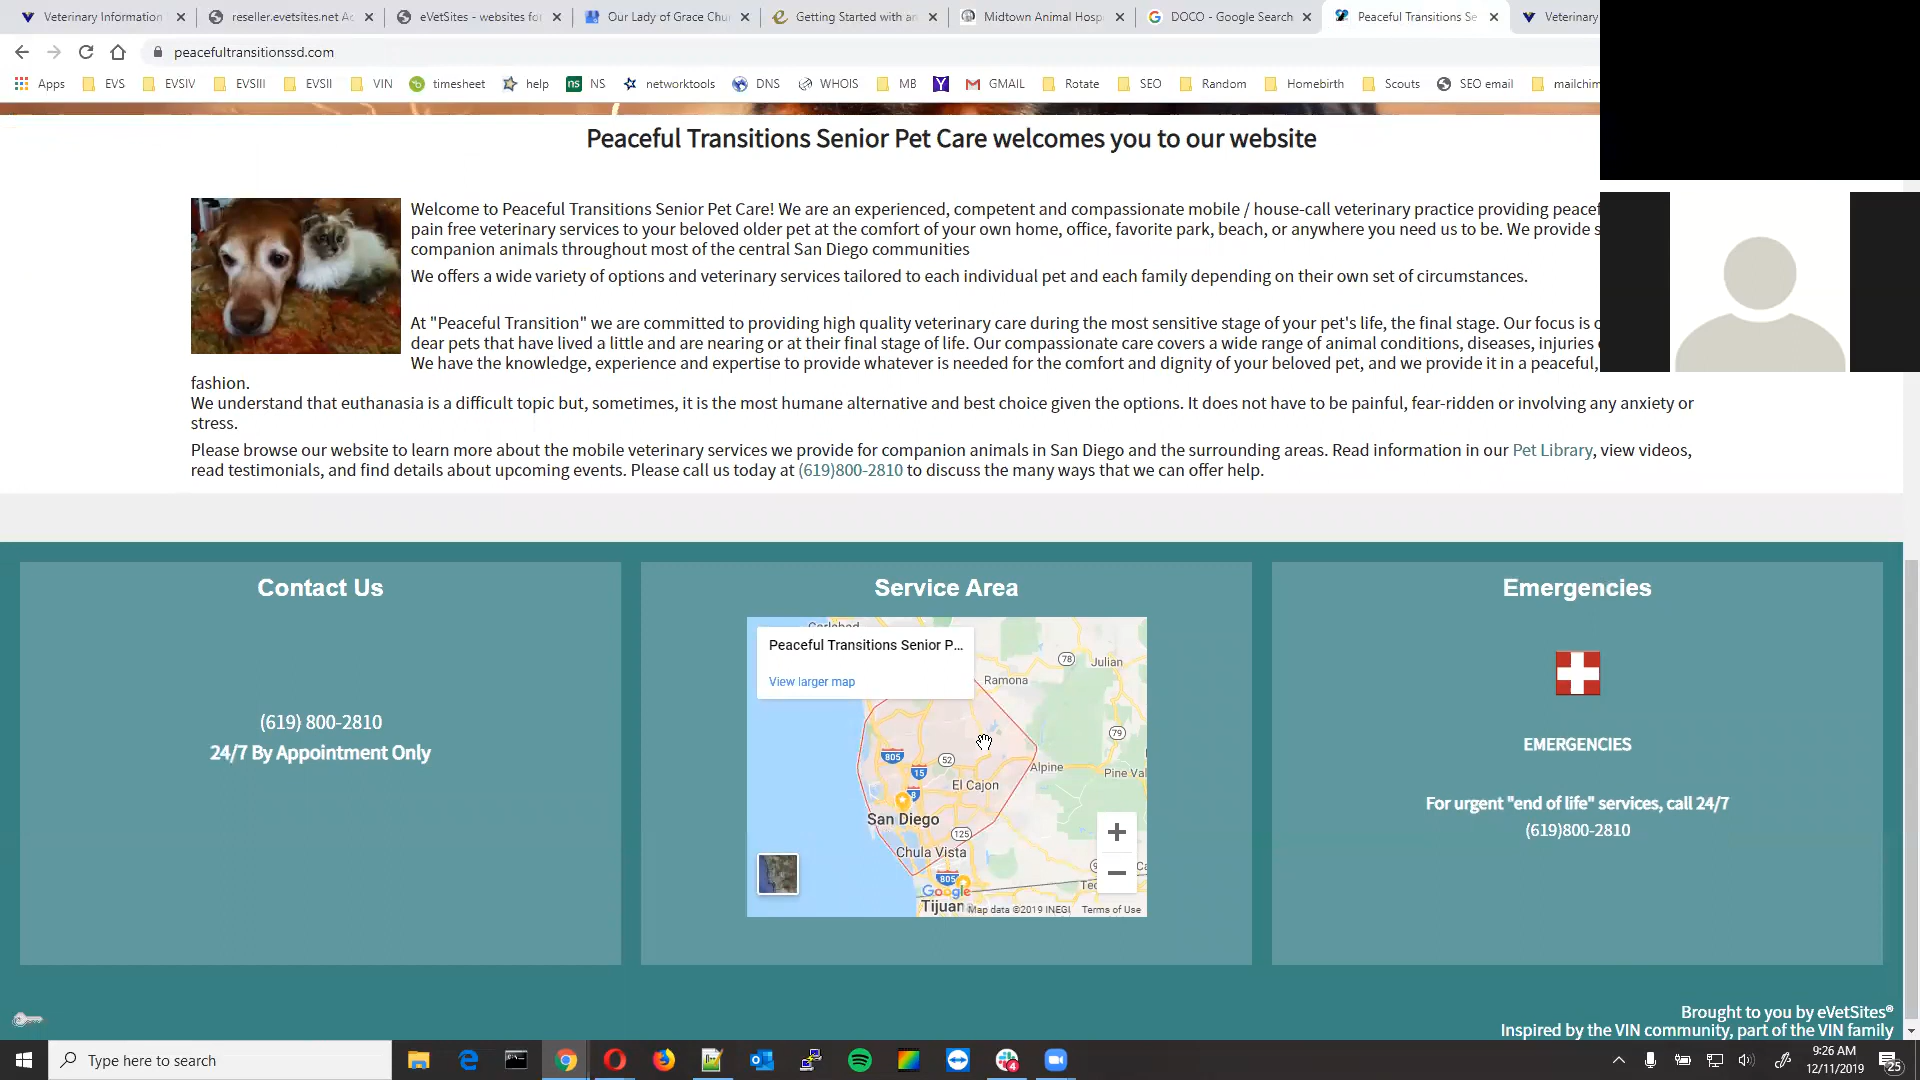 Veterinary Information
reseller.evetsites.net Ac
eVetSites - websites fo
Our Lady of Grace Chu
Getting Started with an
Midtown Animal Hosp
DOCO - Google Search
Peaceful Transitions Se
Veterinary
peacefultransitionssd.com
Apps EVS EVSIV EVSIII EVSII VIN timesheet help NS networktools DNS WHOIS MB GMAIL Rotate SEO Random Homebirth Scouts SEO email mailchim
Peaceful Transitions Senior Pet Care welcomes you to our website
Welcome to Peaceful Transitions Senior Pet Care! We are an experienced, competent and compassionate mobile / house-call veterinary practice providing peacef
pain free veterinary services to your beloved older pet at the comfort of your own home, office, favorite park, beach, or anywhere you need us to be. We provide s
companion animals throughout most of the central San Diego communities
We offers a wide variety of options and veterinary services tailored to each individual pet and each family depending on their own set of circumstances.
At "Peaceful Transition" we are committed to providing high quality veterinary care during the most sensitive stage of your pet's life, the final stage. Our focus is
dear pets that have lived a little and are nearing or at their final stage of life. Our compassionate care covers a wide range of animal conditions, diseases, injuries
We have the knowledge, experience and expertise to provide whatever is needed for the comfort and dignity of your beloved pet, and we provide it in a peaceful,
fashion.
We understand that euthanasia is a difficult topic but, sometimes, it is the most humane alternative and best choice given the options. It does not have to be painful, fear-ridden or involving any anxiety or
stress.
Please browse our website to learn more about the mobile veterinary services we provide for companion animals in San Diego and the surrounding areas. Read information in our Pet Library, view videos,
read testimonials, and find details about upcoming events. Please call us today at (619)800-2810 to discuss the many ways that we can offer help.
Contact Us
(619) 800-2810
24/7 By Appointment Only
Service Area
Carlsbad
Peaceful Transitions Senior P...
View larger map
78
Julian
Ramona
79
805
52
15
Alpine
Pine Val
El Cajon
8
San Diego
125
Chula Vista
805
Google
Tec
Tijuan
Map data ©2019 INEGI
Terms of Use
Emergencies
EMERGENCIES
For urgent "end of life" services, call 24/7
(619)800-2810
Brought to you by eVetSites®
Inspired by the VIN community, part of the VIN family
Type here to search
4
9:26 AM
12/11/2019
25